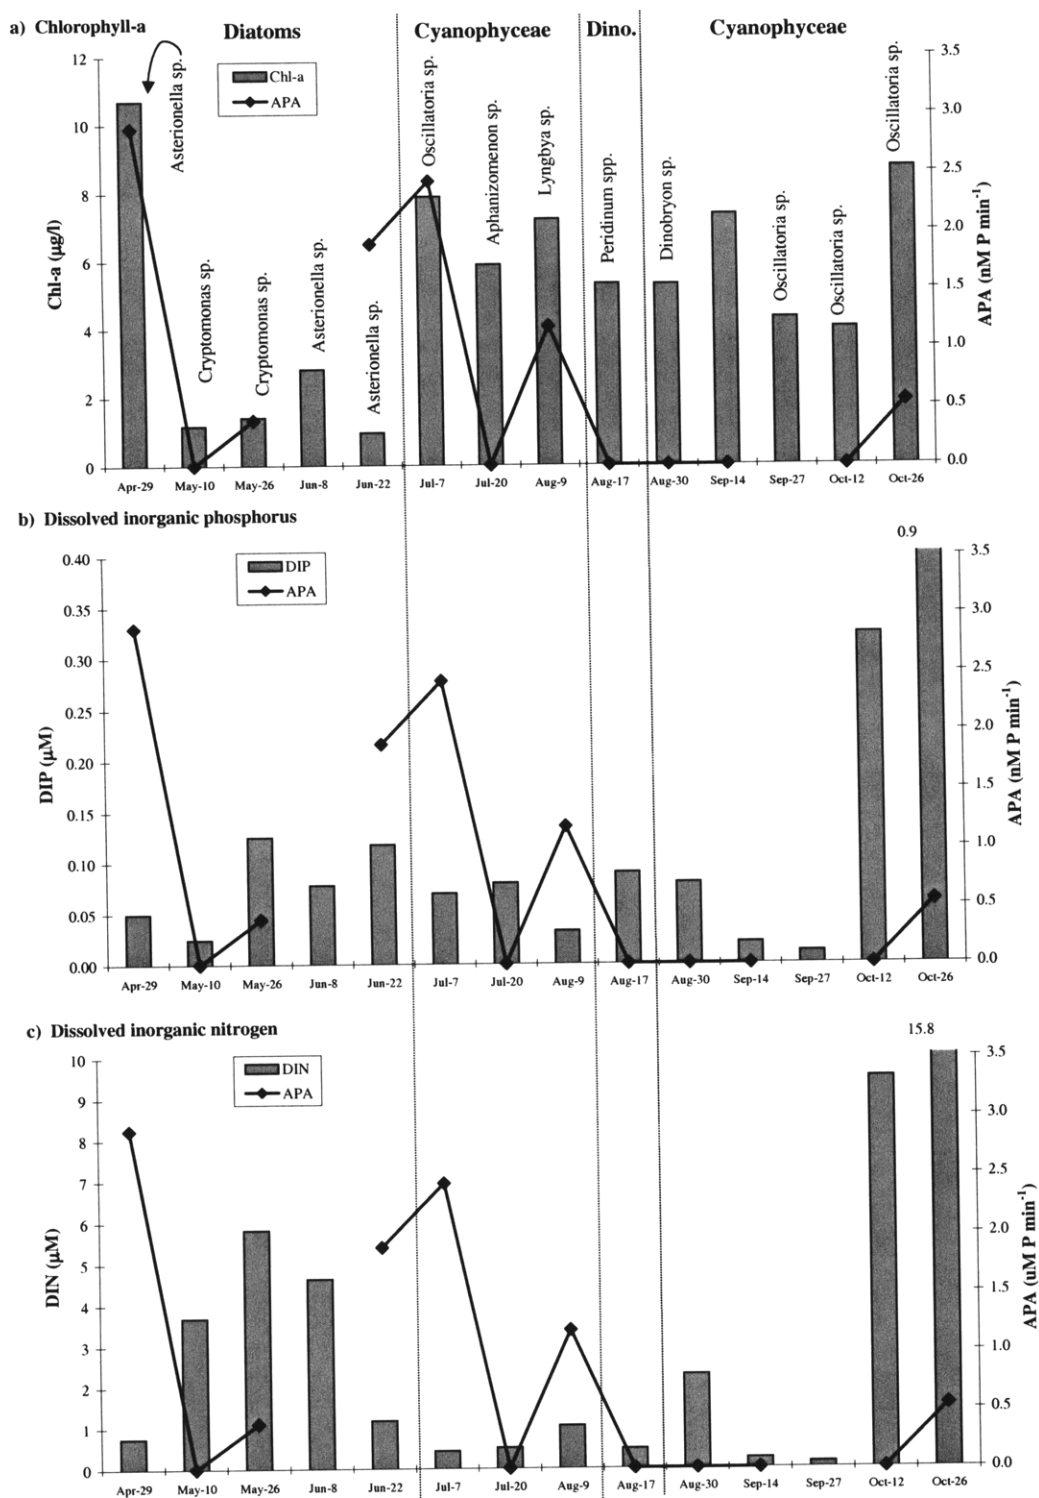 a) Chlorophyll-a
Diatoms
Cyanophyceae
Dino.
Cyanophyceae
Chl-a
APA
12
10
8
6
4
2
0
Chl-a (µg/l)
3.5
3.0
2.5
2.0
1.5
1.0
0.5
0.0
APA (nM P min⁻¹)
Asterionella sp.
Cryptomonas sp.
Cryptomonas sp.
Asterionella sp.
Asterionella sp.
Oscillatoria sp.
Aphanizomenon sp.
Lyngbya sp.
Peridinum spp.
Dinobryon sp.
Oscillatoria sp.
Oscillatoria sp.
Oscillatoria sp.
Apr-29 May-10 May-26 Jun-8 Jun-22 Jul-7 Jul-20 Aug-9 Aug-17 Aug-30 Sep-14 Sep-27 Oct-12 Oct-26
b) Dissolved inorganic phosphorus
0.9
DIP
APA
0.40
0.35
0.30
0.25
0.20
0.15
0.10
0.05
0.00
DIP (µM)
3.5
3.0
2.5
2.0
1.5
1.0
0.5
0.0
APA (nM P min⁻¹)
Apr-29 May-10 May-26 Jun-8 Jun-22 Jul-7 Jul-20 Aug-9 Aug-17 Aug-30 Sep-14 Sep-27 Oct-12 Oct-26
c) Dissolved inorganic nitrogen
15.8
DIN
APA
10
9
8
7
6
5
4
3
2
1
0
DIN (µM)
3.5
3.0
2.5
2.0
1.5
1.0
0.5
0.0
APA (uM P min⁻¹)
Apr-29 May-10 May-26 Jun-8 Jun-22 Jul-7 Jul-20 Aug-9 Aug-17 Aug-30 Sep-14 Sep-27 Oct-12 Oct-26